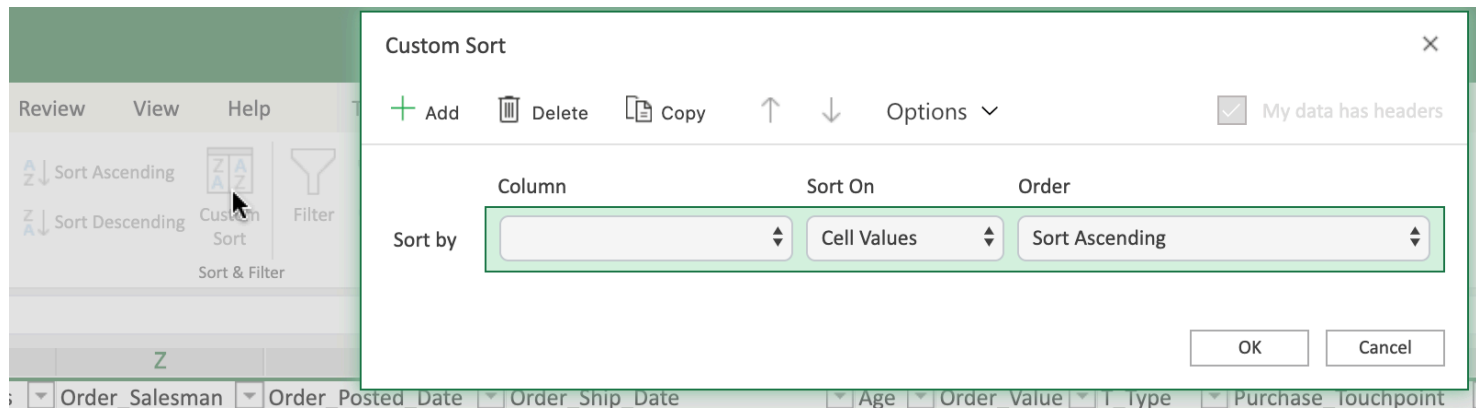 Custom Sort
Review View Help
Add Delete Copy Options My data has headers
Sort Ascending
Sort Descending
Custom Sort
Filter
Sort & Filter
Column Sort On Order
Sort by Cell Values Sort Ascending
OK Cancel
Z
Order_Salesman Order_Posted_Date Order_Ship_Date Age Order_Value T_Type Purchase_Touchpoint